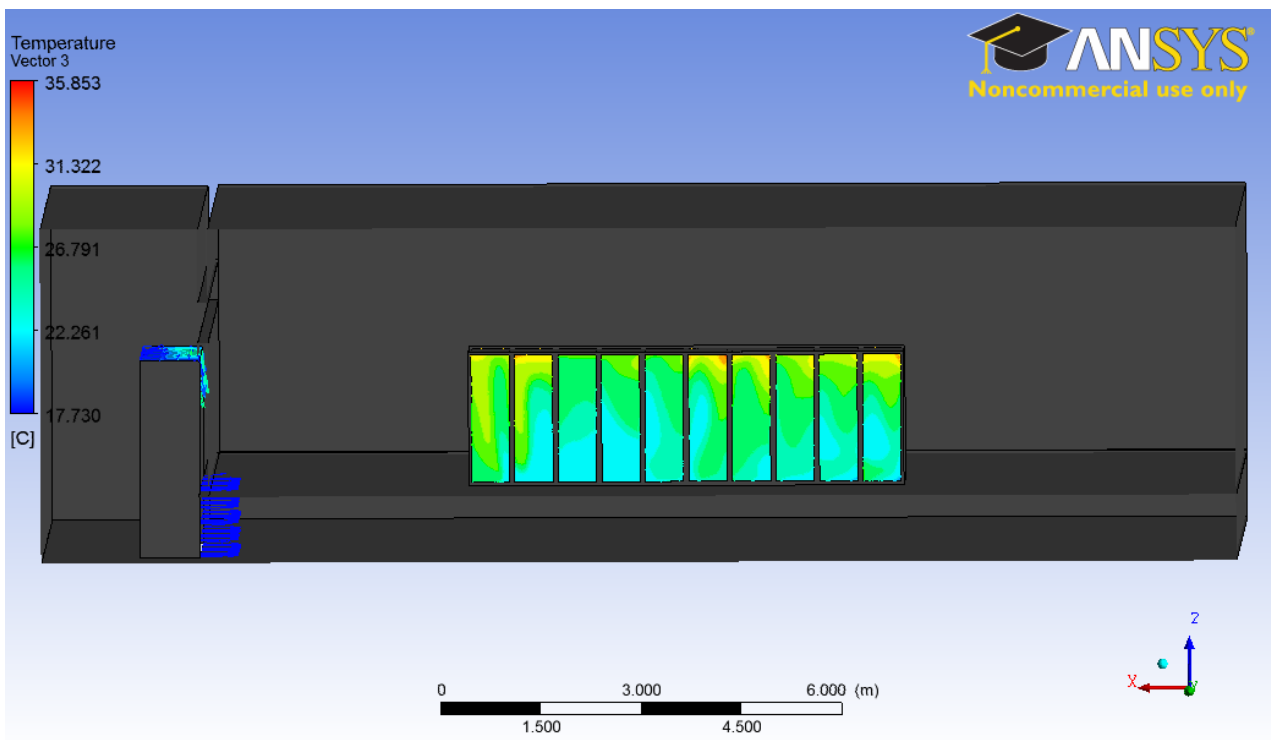 Temperature
Vector 3
35.853
31.322
26.791
22.261
17.730
[C]
ANSYS
Noncommercial use only
0 3.000 6.000 (m)
1.500 4.500
Z
X
Y